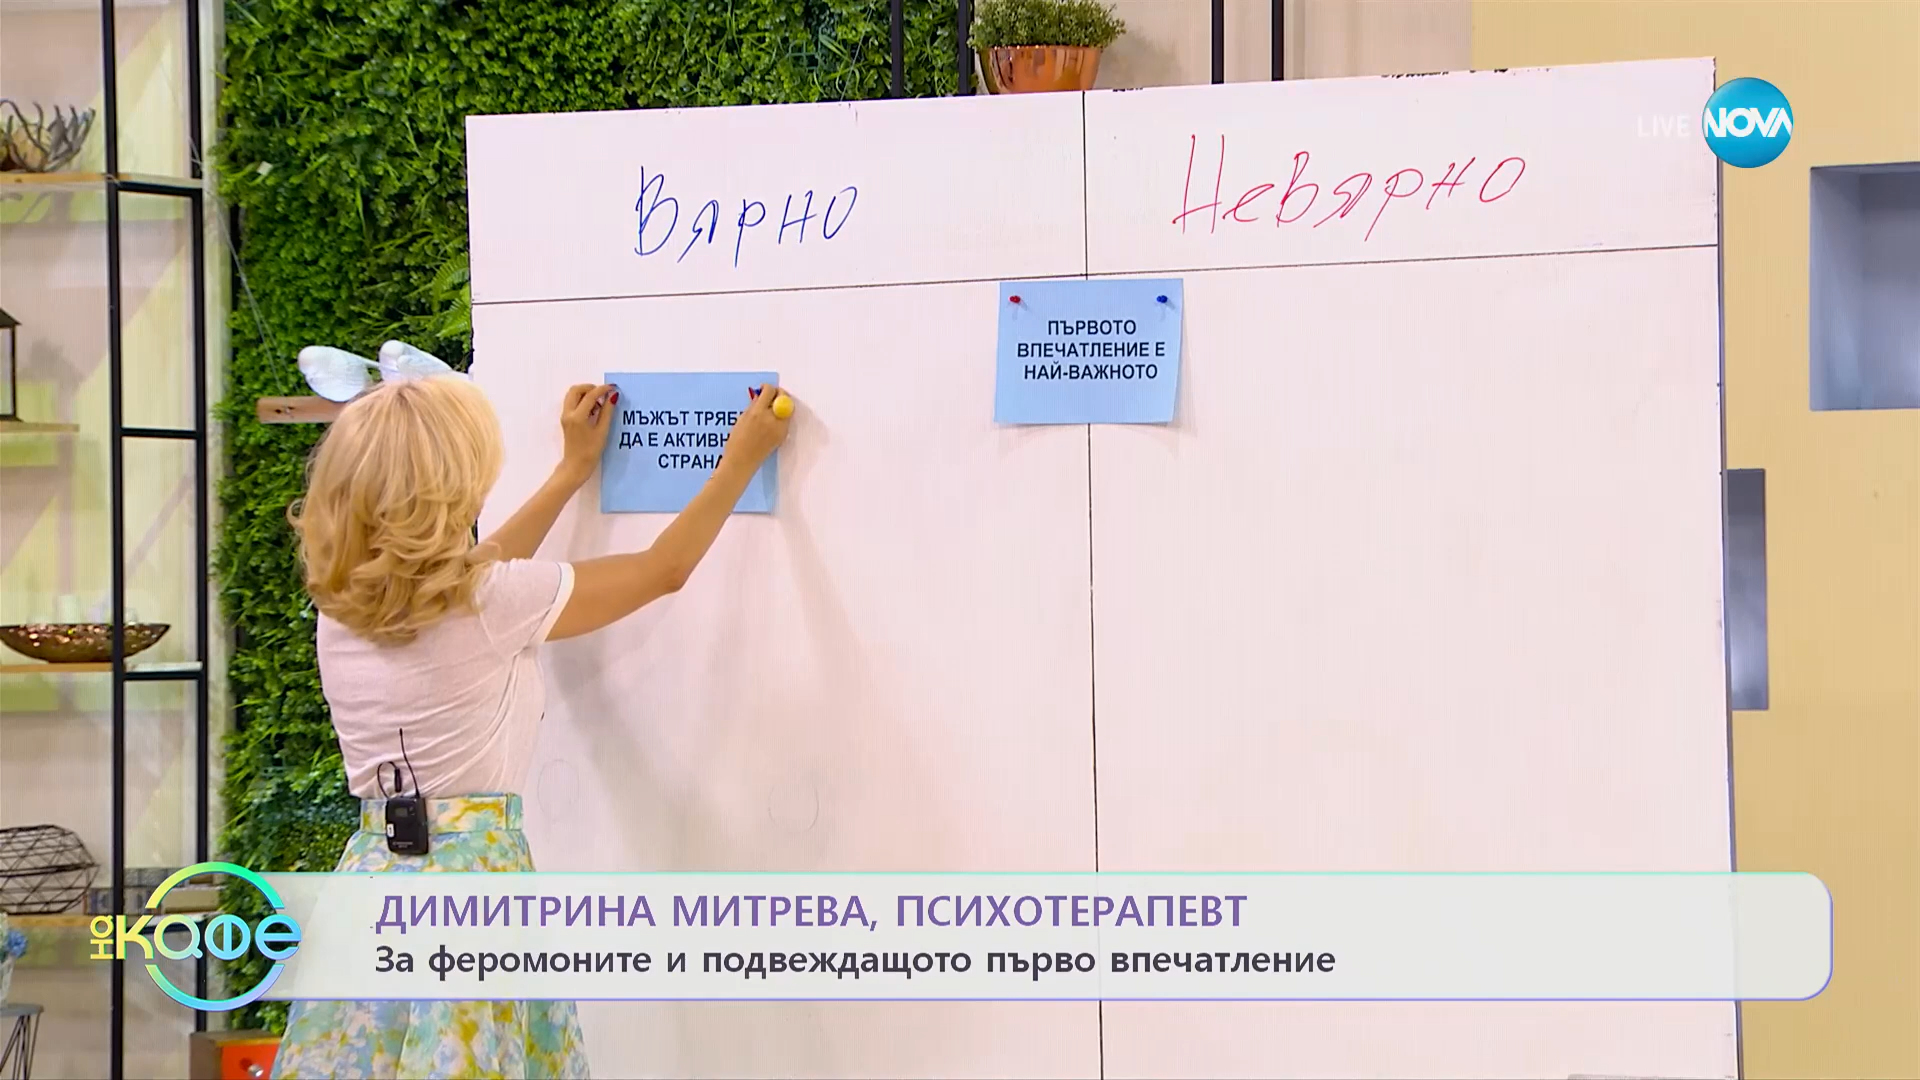 LIVE NOVA
Вярно
Невярно
ПЪРВОТО
ВПЕЧАТЛЕНИЕ Е
НАЙ-ВАЖНОТО
МЪЖЪТ
ДА Е
СТРАНА
на кафе
ДИМИТРИНА МИТРЕВА, ПСИХОТЕРАПЕВТ
За феромоните и подвеждащото първо впечатление